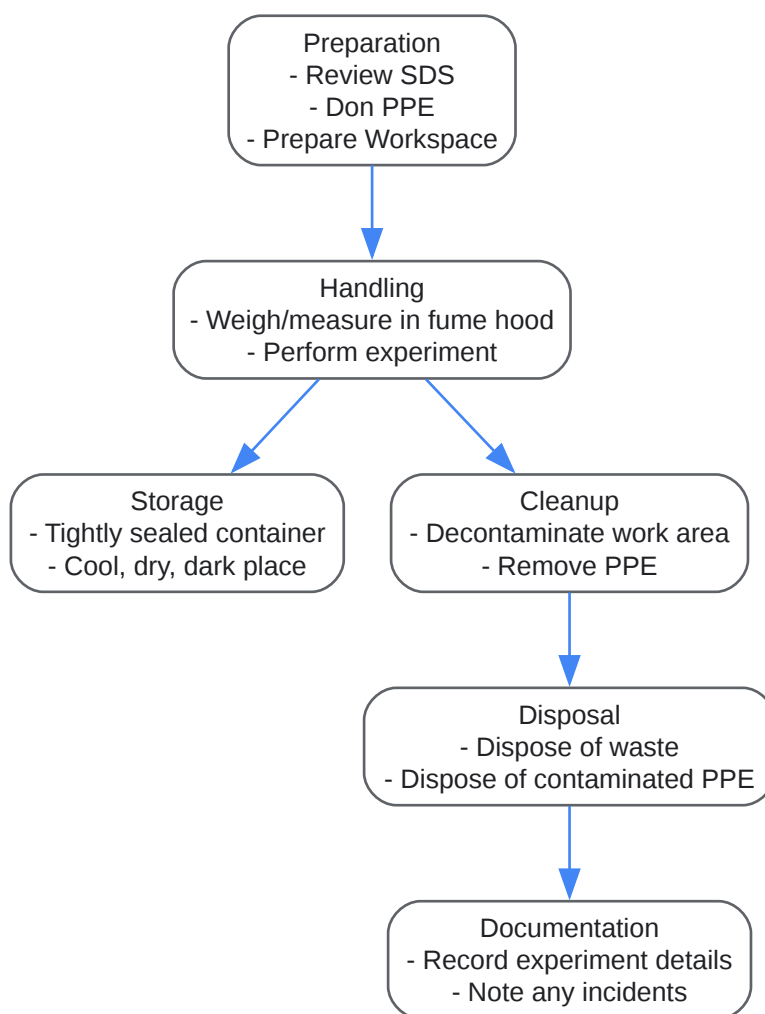 Preparation
- Review SDS
- Don PPE
- Prepare Workspace
Handling
- Weigh/measure in fume hood
- Perform experiment
Storage
- Tightly sealed container
- Cool, dry, dark place
Cleanup
- Decontaminate work area
- Remove PPE
Disposal
- Dispose of waste
- Dispose of contaminated PPE
Documentation
- Record experiment details
- Note any incidents